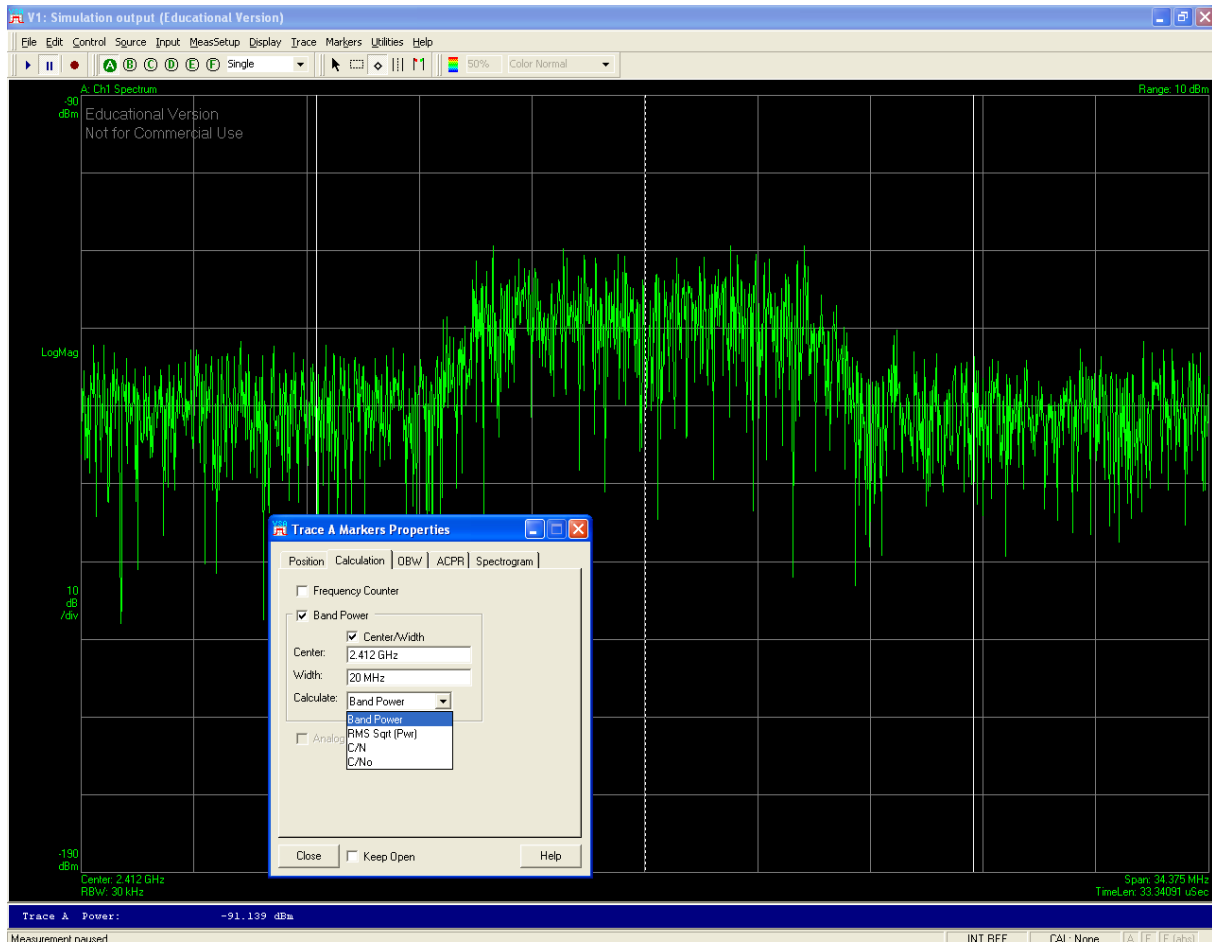 V1: Simulation output (Educational Version)
File Edit Control Source Input MeasSetup Display Trace Markers Utilities Help
A B C D E F Single 50% Color Normal
A: Ch1 Spectrum Range: 10 dBm
-90
dBm
Educational Version
Not for Commercial Use
LogMag
10
dB
/div
-190
dBm
Trace A Markers Properties
Position Calculation OBW ACPR Spectrogram
Frequency Counter
Band Power
Center/Width
Center: 2.412 GHz
Width: 20 MHz
Calculate: Band Power
Band Power
RMS Sqrt (Pwr)
C/N
C/No
Analog
Close Keep Open Help
Center: 2.412 GHz Span: 34.375 MHz
RBW: 30 kHz TimeLen: 33.34091 uSec
Trace A Power: -91.139 dBm
Measurement paused INT REF CAL: None A F F (abs)